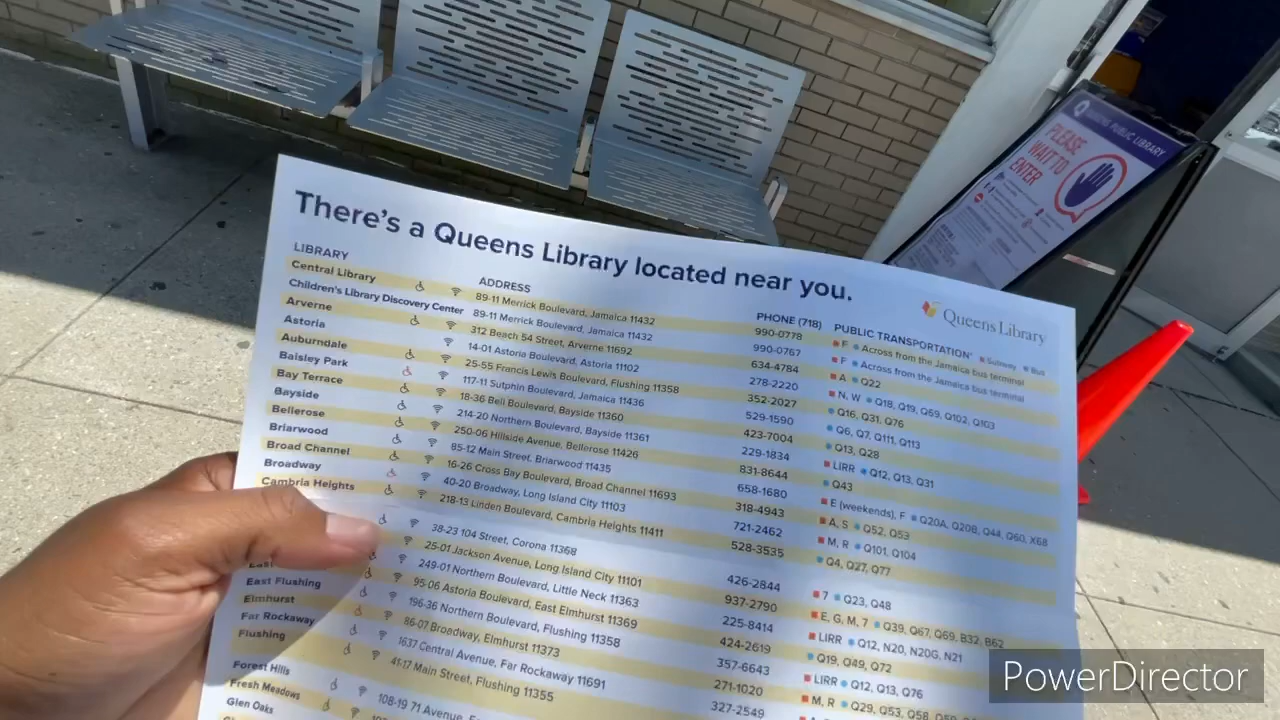 QUEENS PUBLIC LIBRARY
PLEASE
WAIT TO
ENTER
There's a Queens Library located near you.
Queens Library
LIBRARY ADDRESS PHONE (718) PUBLIC TRANSPORTATION* Subway Bus
Central Library 89-11 Merrick Boulevard, Jamaica 11432 990-0778 F Across from the Jamaica bus terminal
Children's Library Discovery Center 89-11 Merrick Boulevard, Jamaica 11432 990-0767 F Across from the Jamaica bus terminal
Arverne 312 Beach 54 Street, Arverne 11692 634-4784 A Q22
Astoria 14-01 Astoria Boulevard, Astoria 11102 278-2220 N, W Q18, Q19, Q69, Q102, Q103
Auburndale 25-55 Francis Lewis Boulevard, Flushing 11358 352-2027 Q16, Q31, Q76
Baisley Park 117-11 Sutphin Boulevard, Jamaica 11436 529-1590 Q6, Q7, Q111, Q113
Bay Terrace 18-36 Bell Boulevard, Bayside 11360 423-7004 Q13, Q28
Bayside 214-20 Northern Boulevard, Bayside 11361 229-1834 LIRR Q12, Q13, Q31
Bellerose 250-06 Hillside Avenue, Bellerose 11426 831-8644 Q43
Briarwood 85-12 Main Street, Briarwood 11435 658-1680 E (weekends), F Q20A, Q20B, Q44, Q60, X68
Broad Channel 16-26 Cross Bay Boulevard, Broad Channel 11693 318-4943 A, S Q52, Q53
Broadway 40-20 Broadway, Long Island City 11103 721-2462 M, R Q101, Q104
Cambria Heights 218-13 Linden Boulevard, Cambria Heights 11411 528-3535 Q4, Q27, Q77
38-23 104 Street, Corona 11368 426-2844 7 Q23, Q48
25-01 Jackson Avenue, Long Island City 11101 937-2790 E, G, M, 7 Q39, Q67, Q69, B32, B62
249-01 Northern Boulevard, Little Neck 11363 225-8414 LIRR Q12, N20, N20G, N21
East 95-06 Astoria Boulevard, East Elmhurst 11369 424-2619 Q19, Q49, Q72
East Flushing 196-36 Northern Boulevard, Flushing 11358 357-6643 LIRR Q12, Q13, Q76
Elmhurst 86-07 Broadway, Elmhurst 11373 271-1020 M, R Q29, Q53, Q58
Far Rockaway 1637 Central Avenue, Far Rockaway 11691 327-2549
Flushing 41-17 Main Street, Flushing 11355
Forest Hills 108-19 71 Avenue,
Fresh Meadows
Glen Oaks
PowerDirector